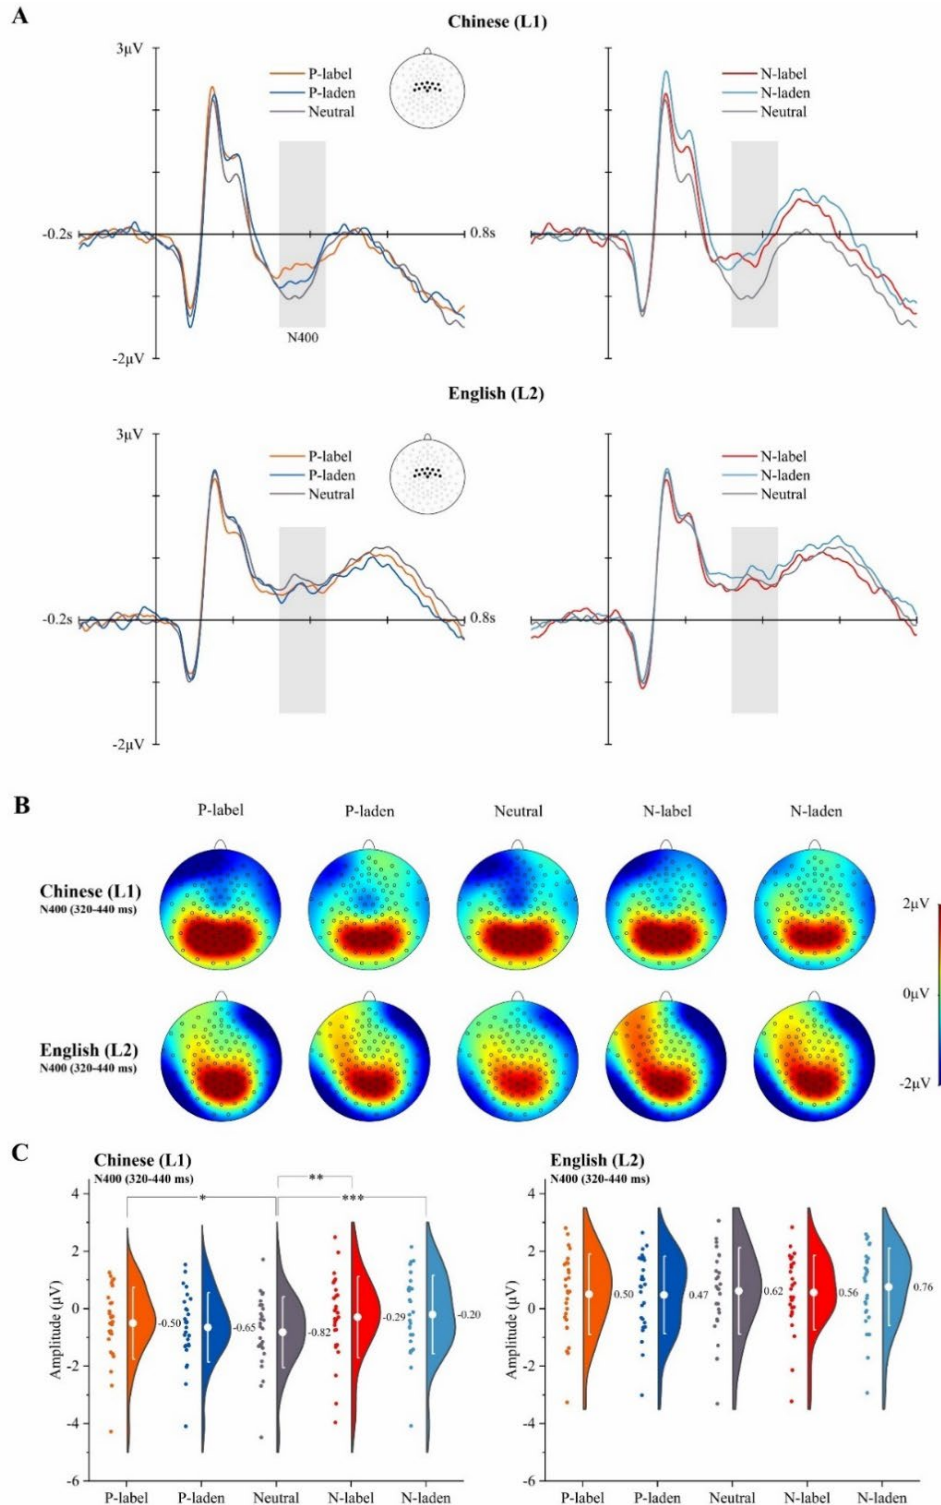 A
Chinese (L1)
3μV
P-label
P-laden
Neutral
N-label
N-laden
Neutral
-0.2s
0.8s
N400
-2μV
English (L2)
3μV
P-label
P-laden
Neutral
N-label
N-laden
Neutral
-0.2s
0.8s
-2μV
B
P-label P-laden Neutral N-label N-laden
Chinese (L1)
N400 (320-440 ms)
English (L2)
N400 (320-440 ms)
2μV
0μV
-2μV
C
Chinese (L1)
N400 (320-440 ms)
** 
* ***
Amplitude (μV)
4
2
0
-2
-4
-6
-0.50 -0.65 -0.82 -0.29 -0.20
P-label P-laden Neutral N-label N-laden
English (L2)
N400 (320-440 ms)
Amplitude (μV)
4
2
0
-2
-4
-6
0.50 0.47 0.62 0.56 0.76
P-label P-laden Neutral N-label N-laden